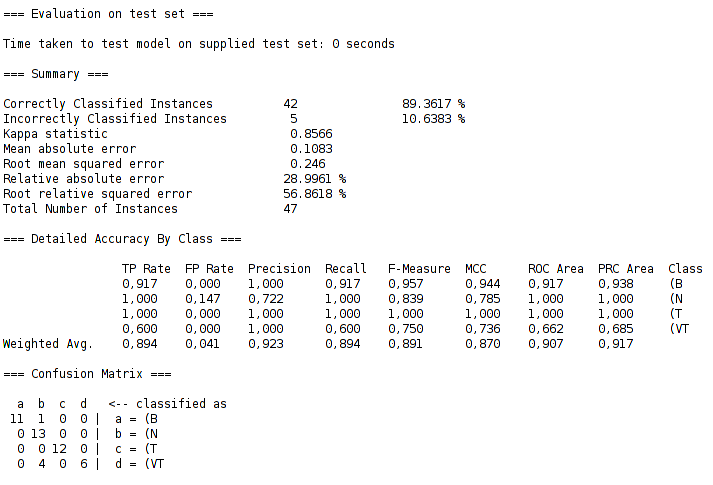 === Evaluation on test set ===
Time taken to test model on supplied test set: 0 seconds
=== Summary ===
Correctly Classified Instances 42 89.3617 %
Incorrectly Classified Instances 5 10.6383 %
Kappa statistic 0.8566
Mean absolute error 0.1083
Root mean squared error 0.246
Relative absolute error 28.9961 %
Root relative squared error 56.8618 %
Total Number of Instances 47
=== Detailed Accuracy By Class ===
TP Rate FP Rate Precision Recall F-Measure MCC ROC Area PRC Area Class
0,917 0,000 1,000 0,917 0,957 0,944 0,917 0,938 (B
1,000 0,147 0,722 1,000 0,839 0,785 1,000 1,000 (N
1,000 0,000 1,000 1,000 1,000 1,000 1,000 1,000 (T
0,600 0,000 1,000 0,600 0,750 0,736 0,662 0,685 (VT
Weighted Avg. 0,894 0,041 0,923 0,894 0,891 0,870 0,907 0,917
=== Confusion Matrix ===
a b c d <-- classified as
11 1 0 0 | a = (B
0 13 0 0 | b = (N
0 0 12 0 | c = (T
0 4 0 6 | d = (VT